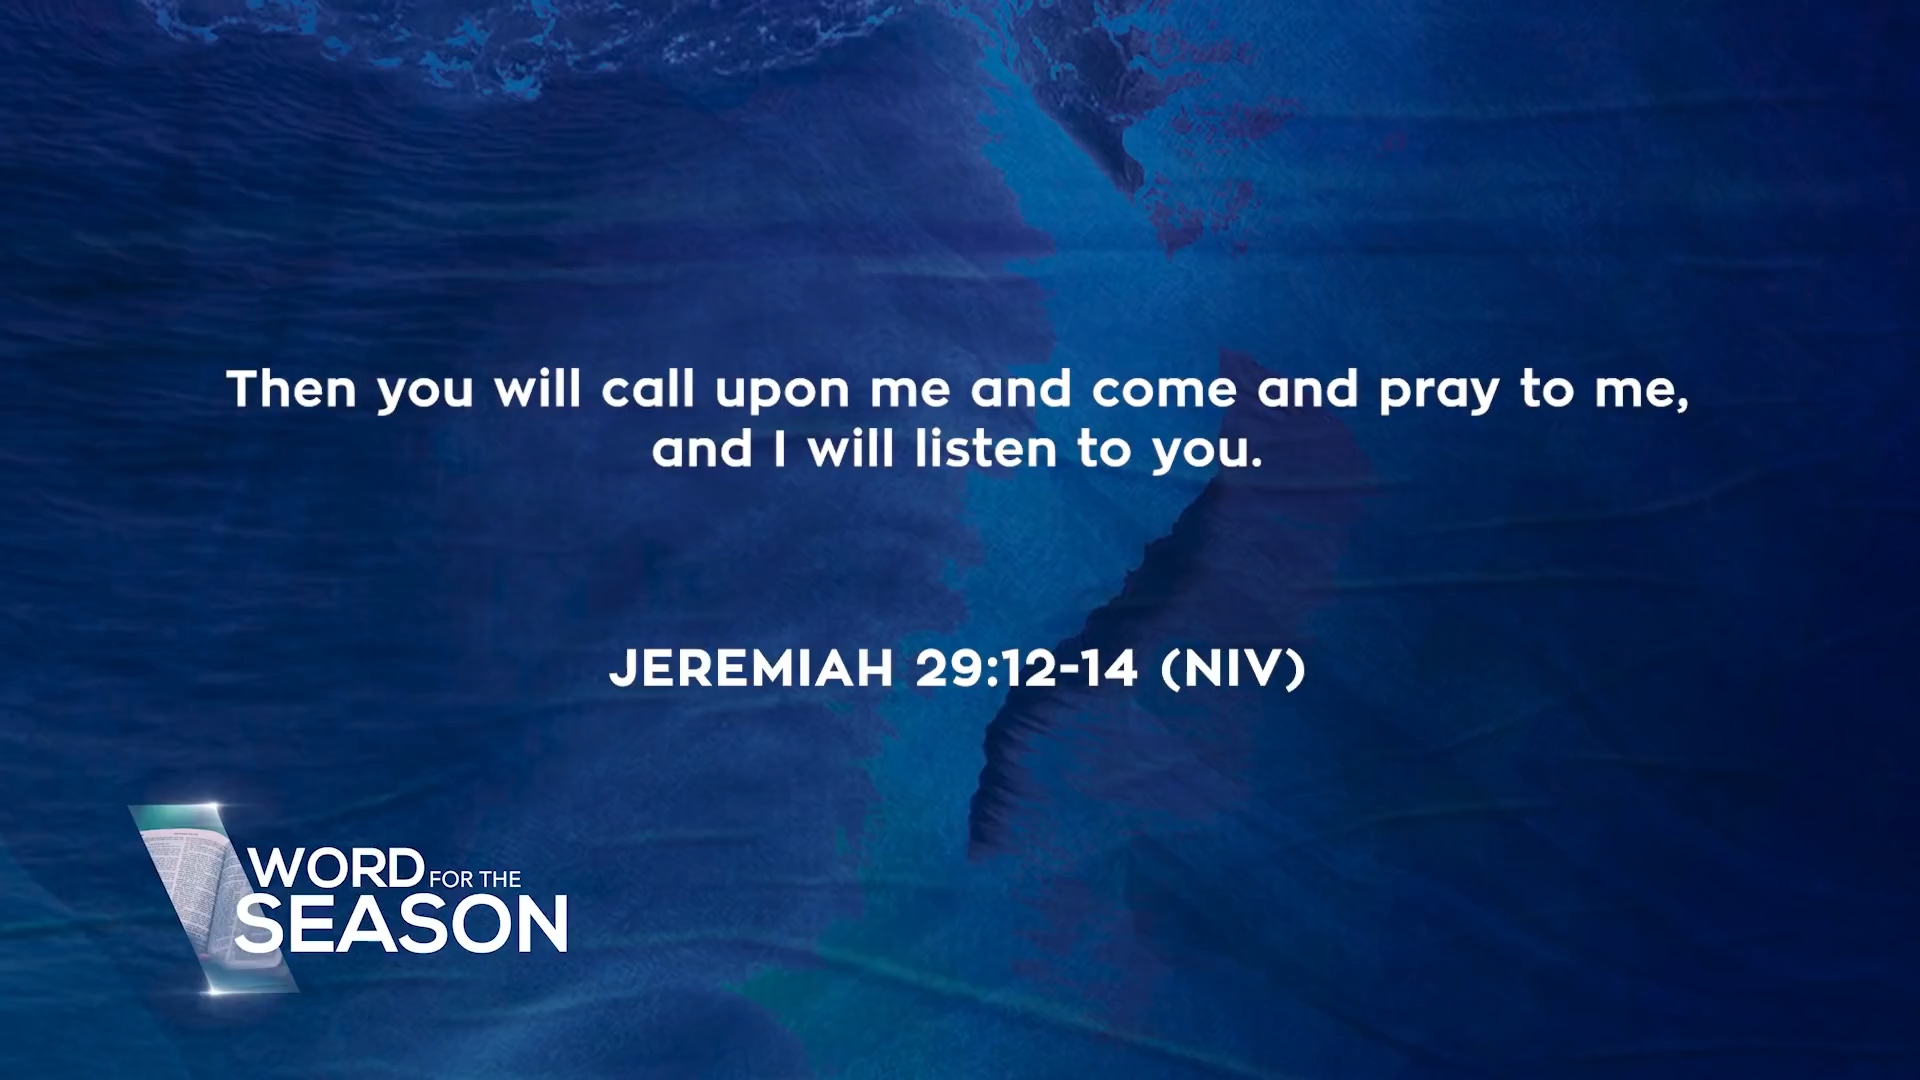 Then you will call upon me and come and pray to me,
and I will listen to you.
JEREMIAH 29:12-14 (NIV)
WORD FOR THE
SEASON